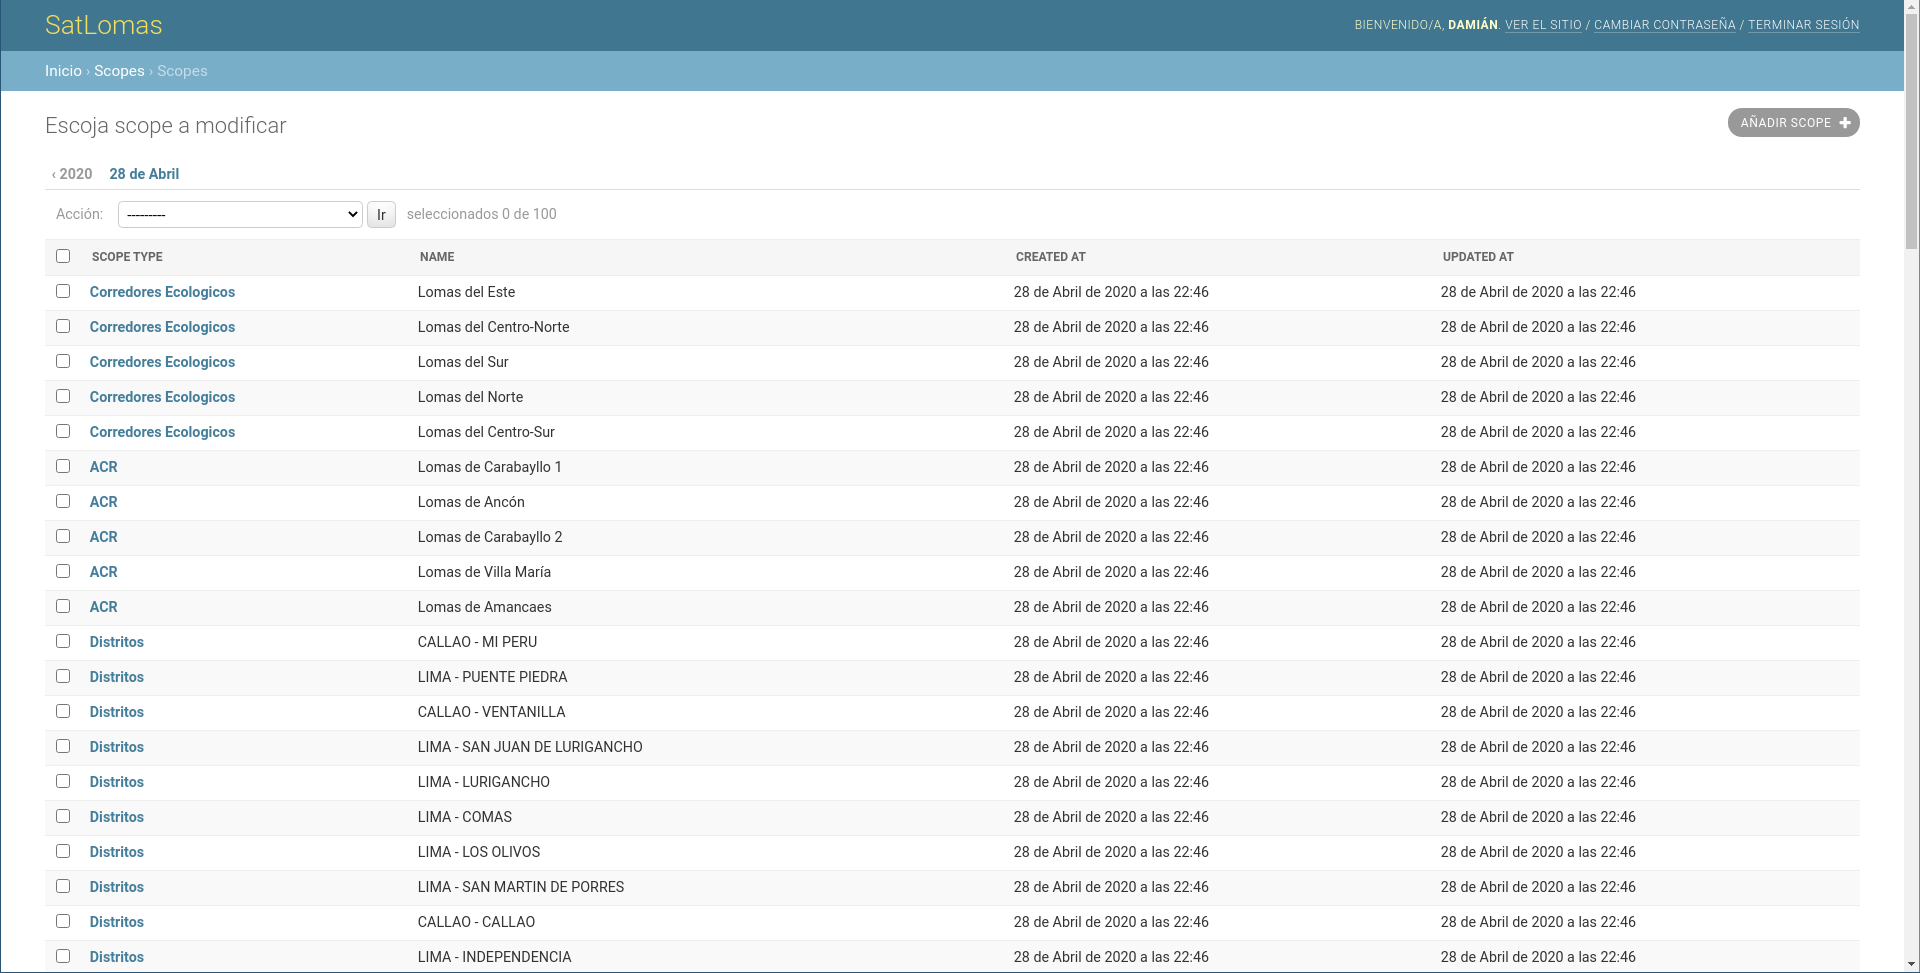 SatLomas
BIENVENIDO/A, DAMIÁN. VER EL SITIO / CAMBIAR CONTRASEÑA / TERMINAR SESIÓN
Inicio › Scopes › Scopes
Escoja scope a modificar
AÑADIR SCOPE
‹ 2020 28 de Abril
Acción: --------- Ir seleccionados 0 de 100
SCOPE TYPE NAME CREATED AT UPDATED AT
Corredores Ecologicos Lomas del Este 28 de Abril de 2020 a las 22:46 28 de Abril de 2020 a las 22:46
Corredores Ecologicos Lomas del Centro-Norte 28 de Abril de 2020 a las 22:46 28 de Abril de 2020 a las 22:46
Corredores Ecologicos Lomas del Sur 28 de Abril de 2020 a las 22:46 28 de Abril de 2020 a las 22:46
Corredores Ecologicos Lomas del Norte 28 de Abril de 2020 a las 22:46 28 de Abril de 2020 a las 22:46
Corredores Ecologicos Lomas del Centro-Sur 28 de Abril de 2020 a las 22:46 28 de Abril de 2020 a las 22:46
ACR Lomas de Carabayllo 1 28 de Abril de 2020 a las 22:46 28 de Abril de 2020 a las 22:46
ACR Lomas de Ancón 28 de Abril de 2020 a las 22:46 28 de Abril de 2020 a las 22:46
ACR Lomas de Carabayllo 2 28 de Abril de 2020 a las 22:46 28 de Abril de 2020 a las 22:46
ACR Lomas de Villa María 28 de Abril de 2020 a las 22:46 28 de Abril de 2020 a las 22:46
ACR Lomas de Amancaes 28 de Abril de 2020 a las 22:46 28 de Abril de 2020 a las 22:46
Distritos CALLAO - MI PERU 28 de Abril de 2020 a las 22:46 28 de Abril de 2020 a las 22:46
Distritos LIMA - PUENTE PIEDRA 28 de Abril de 2020 a las 22:46 28 de Abril de 2020 a las 22:46
Distritos CALLAO - VENTANILLA 28 de Abril de 2020 a las 22:46 28 de Abril de 2020 a las 22:46
Distritos LIMA - SAN JUAN DE LURIGANCHO 28 de Abril de 2020 a las 22:46 28 de Abril de 2020 a las 22:46
Distritos LIMA - LURIGANCHO 28 de Abril de 2020 a las 22:46 28 de Abril de 2020 a las 22:46
Distritos LIMA - COMAS 28 de Abril de 2020 a las 22:46 28 de Abril de 2020 a las 22:46
Distritos LIMA - LOS OLIVOS 28 de Abril de 2020 a las 22:46 28 de Abril de 2020 a las 22:46
Distritos LIMA - SAN MARTIN DE PORRES 28 de Abril de 2020 a las 22:46 28 de Abril de 2020 a las 22:46
Distritos CALLAO - CALLAO 28 de Abril de 2020 a las 22:46 28 de Abril de 2020 a las 22:46
Distritos LIMA - INDEPENDENCIA 28 de Abril de 2020 a las 22:46 28 de Abril de 2020 a las 22:46